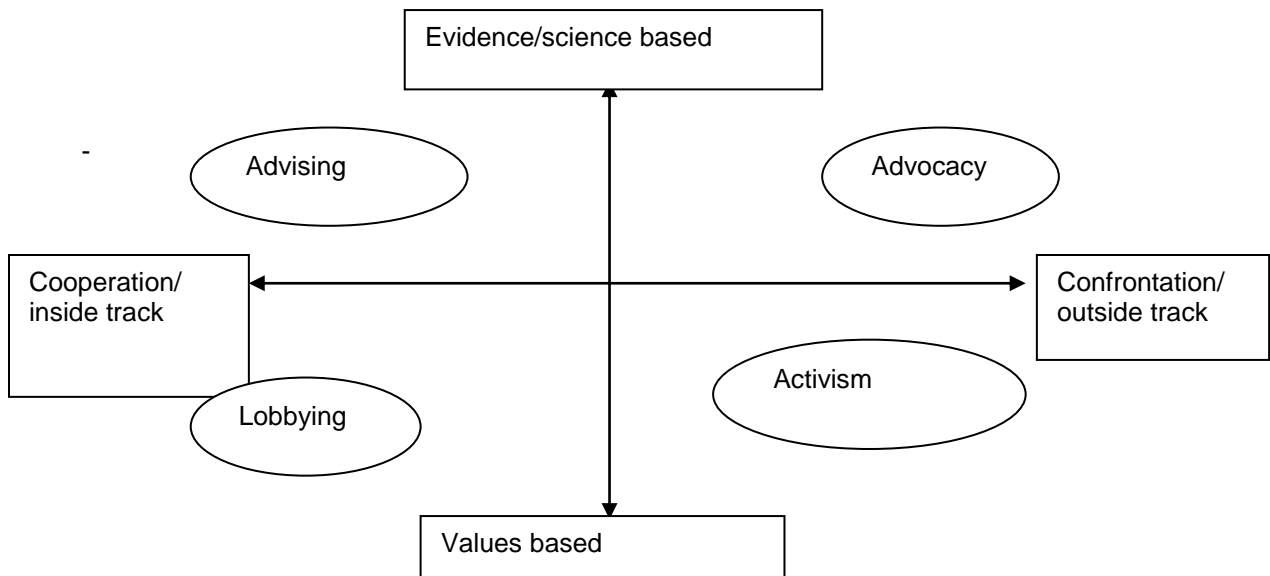 Evidence/science based
-
Advising
Advocacy
Cooperation/
inside track
Confrontation/
outside track
Activism
Lobbying
Values based